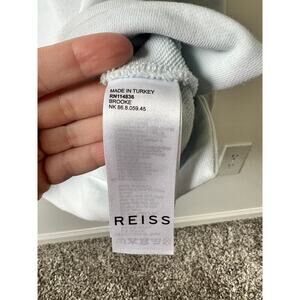 MADE IN TURKEY
RN114836
BROOKE
NK 86.8.059.45
REISS